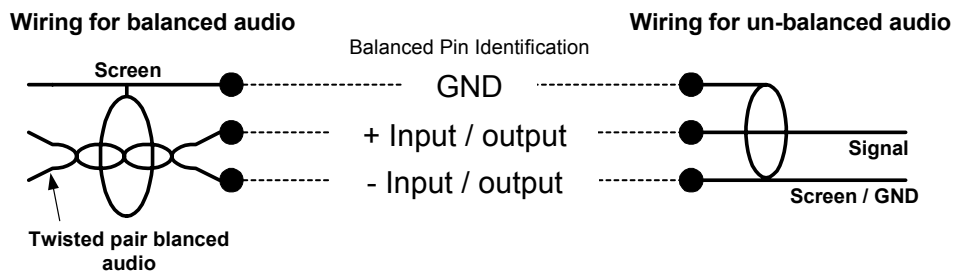 Wiring for balanced audio
Wiring for un-balanced audio
Balanced Pin Identification
Screen
GND
+ Input / output
Signal
- Input / output
Screen / GND
Twisted pair blanced
audio